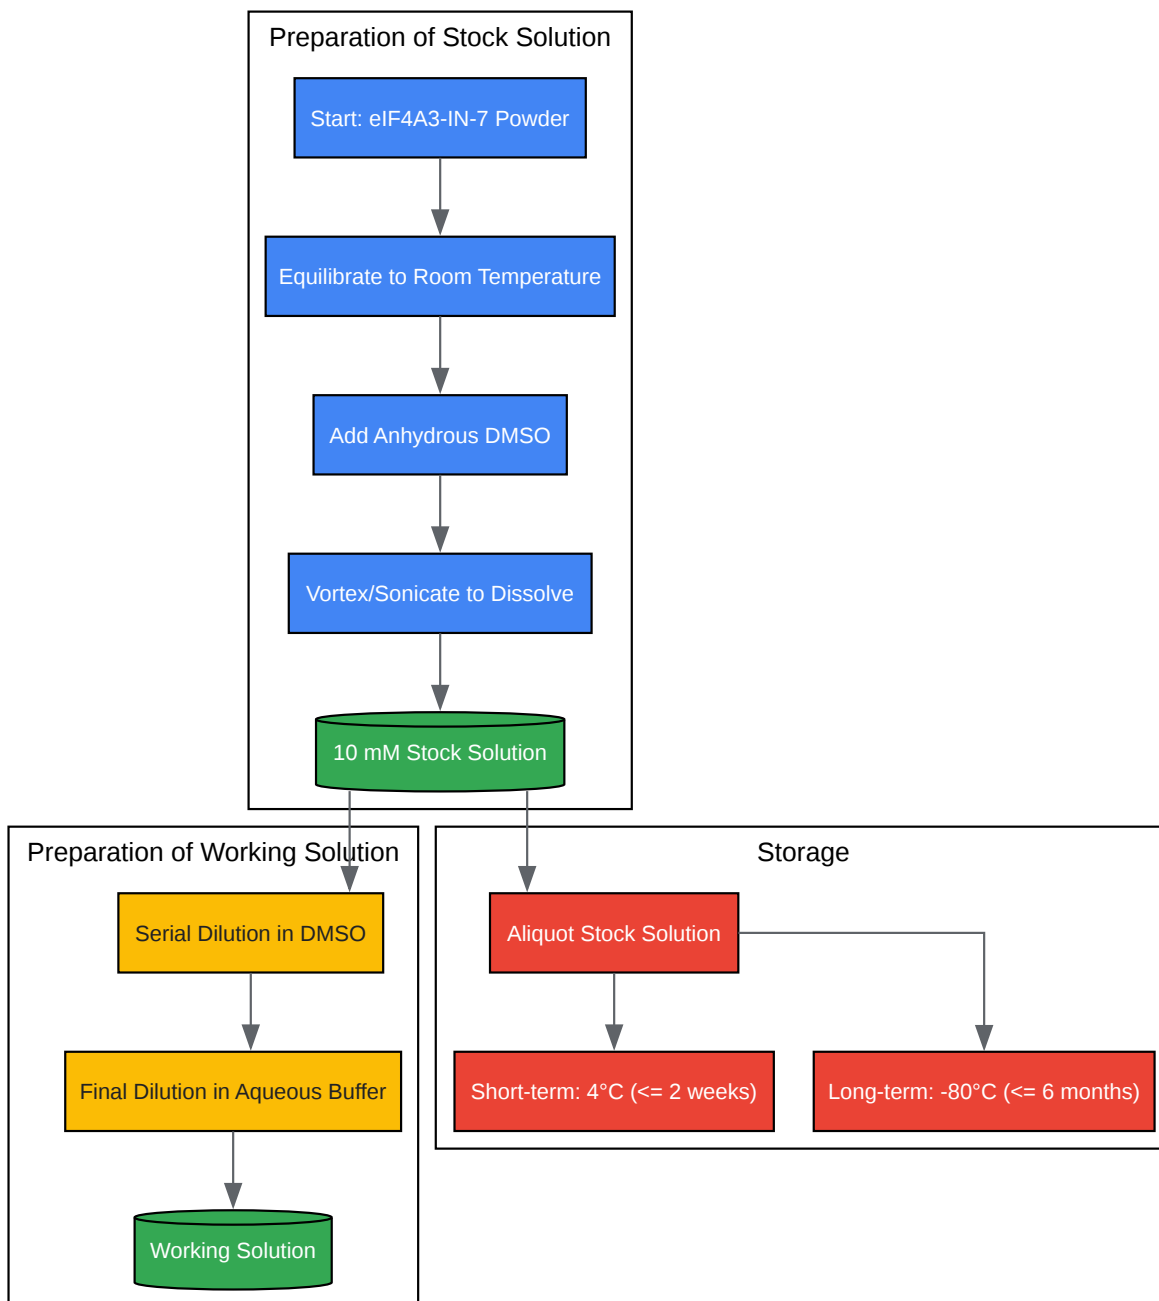 Preparation of Stock Solution
Start: eIF4A3-IN-7 Powder
Equilibrate to Room Temperature
Add Anhydrous DMSO
Vortex/Sonicate to Dissolve
10 mM Stock Solution
Preparation of Working Solution
Serial Dilution in DMSO
Final Dilution in Aqueous Buffer
Working Solution
Storage
Aliquot Stock Solution
Short-term: 4°C (<= 2 weeks)
Long-term: -80°C (<= 6 months)